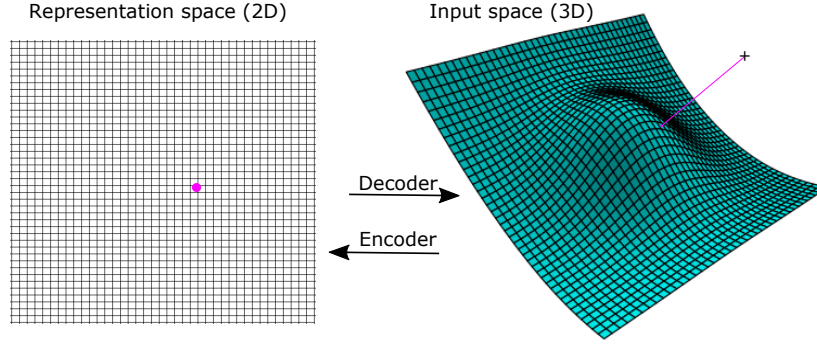 Representation space (2D)
Input space (3D)
Decoder
Encoder